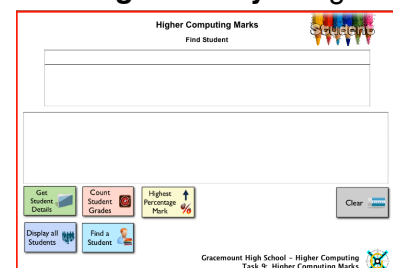 Higher Computing Marks
Find Student
Student
Get
Student
Details
Count
Student
Grades
Highest
Percentage
Mark
Clear
Display all
Students
Find a
Student
Gracemount High School - Higher Computing
Task 9: Higher Computing Marks